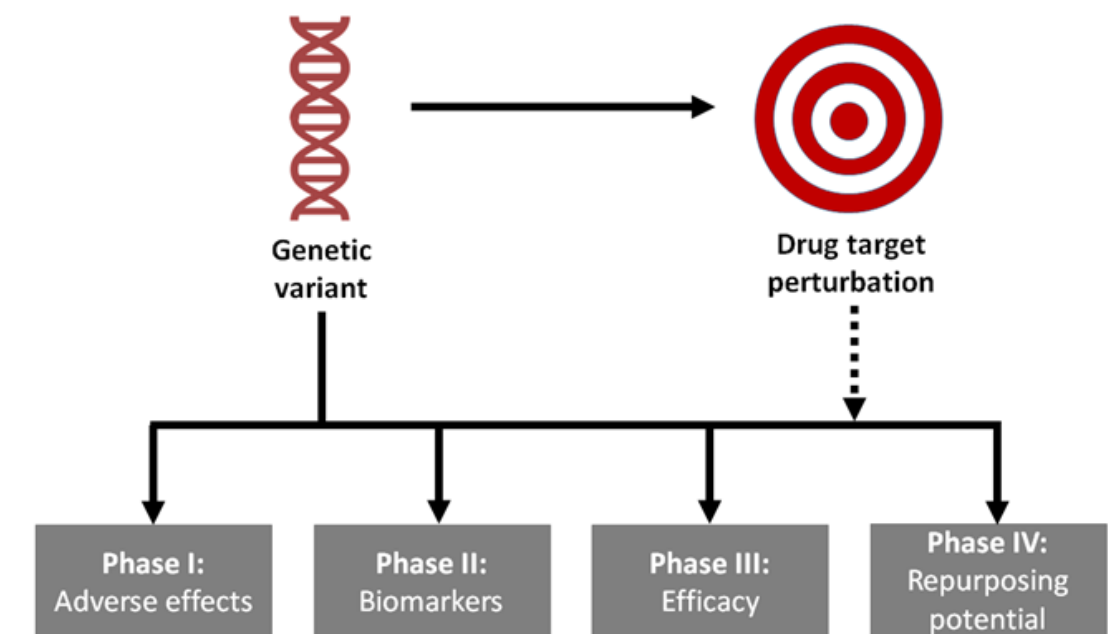 Genetic
variant
Drug target
perturbation
Phase I:
Adverse effects
Phase II:
Biomarkers
Phase III:
Efficacy
Phase IV:
Repurposing
potential